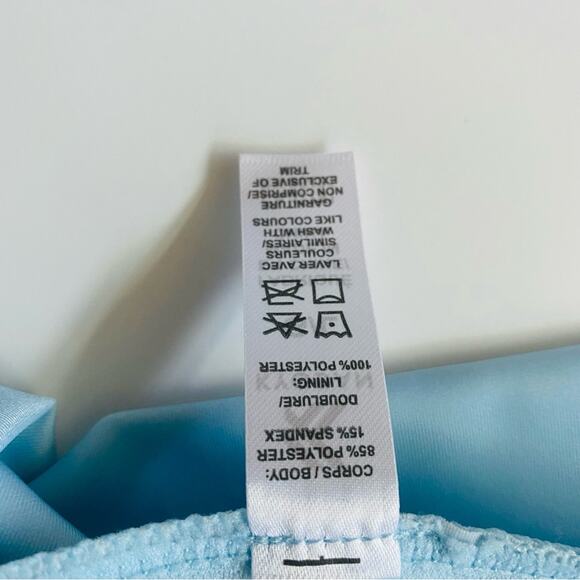 CORPS / BODY:
85% POLYESTER
15% SPANDEX
DOUBLURE/
LINING:
100% POLYESTER
LAVER AVEC
COULEURS
SIMILAIRES/
WASH WITH
LIKE COLOURS
GARNITURE
NON COMPRISE/
EXCLUSIVE OF
TRIM